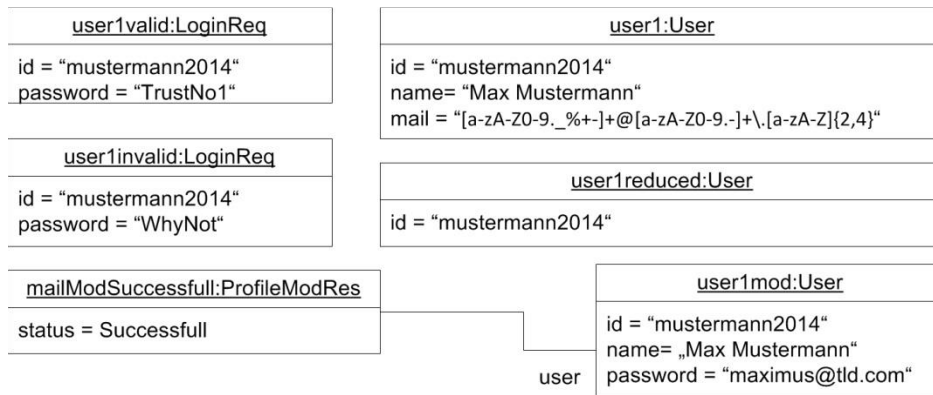 user1valid:LoginReq
id = “mustermann2014“
password = “TrustNo1“
user1:User
id = “mustermann2014“
name= “Max Mustermann“
mail = “[a-zA-Z0-9._%+-]+@[a-zA-Z0-9.-]+\.[a-zA-Z]{2,4}“
user1invalid:LoginReq
id = “mustermann2014“
password = “WhyNot“
user1reduced:User
id = “mustermann2014“
mailModSuccessfull:ProfileModRes
status = Successfull
user
user1mod:User
id = “mustermann2014“
name= „Max Mustermann“
password = “maximus@tld.com“